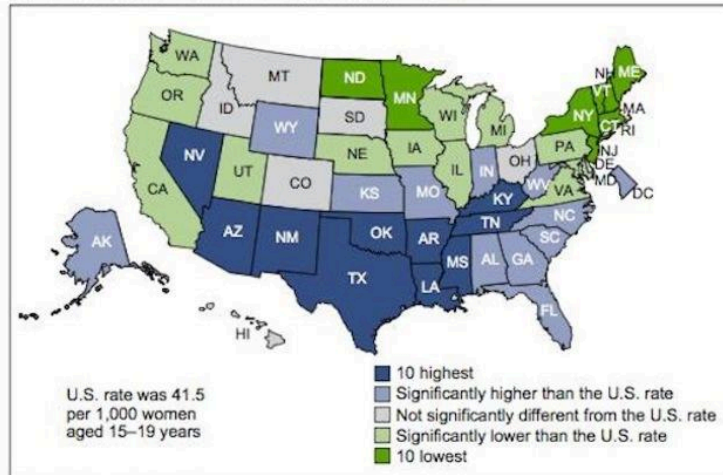 WA
MT
ND
MN
ME
NH
VT
OR
ID
SD
WI
MI
NY
MA
CT
RI
WY
IA
PA
NJ
NE
OH
DE
NV
UT
IL
IN
MD
CO
WV
VA
DC
CA
KS
MO
KY
NC
TN
AZ
NM
OK
AR
SC
AK
MS
AL
GA
TX
LA
FL
HI
U.S. rate was 41.5
per 1,000 women
aged 15–19 years
10 highest
Significantly higher than the U.S. rate
Not significantly different from the U.S. rate
Significantly lower than the U.S. rate
10 lowest